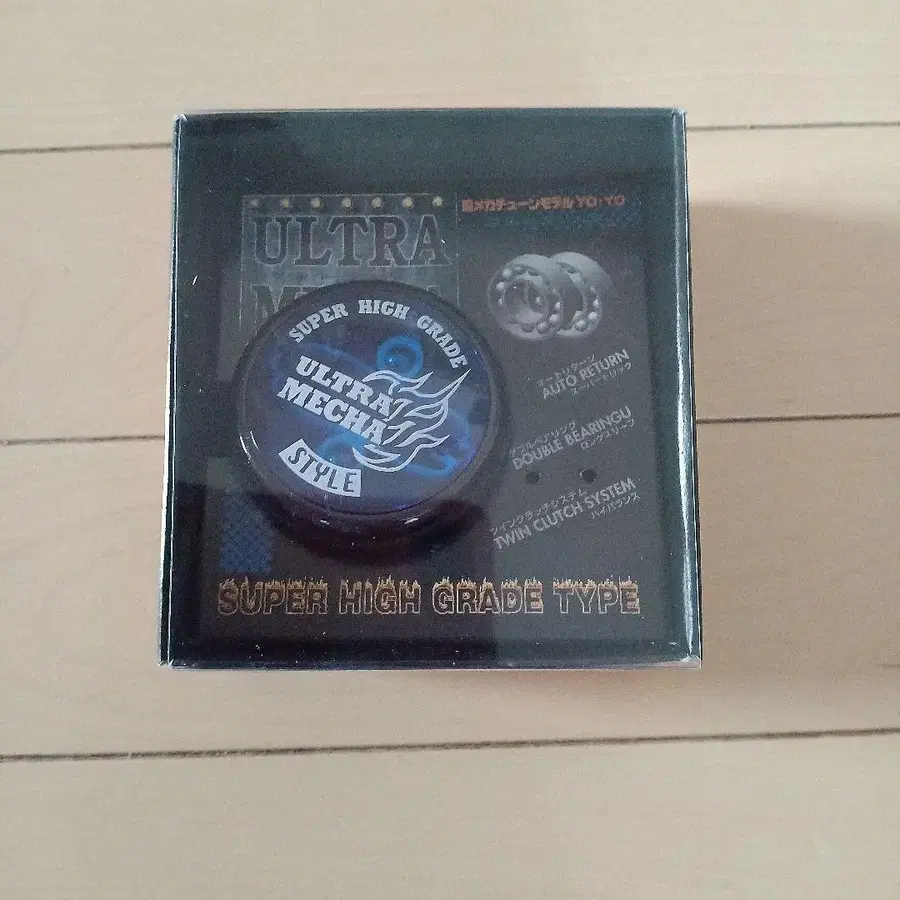 超メカチューンモデル YO-YO
ULTRA
SUPER HIGH GRADE
ULTRA
MECHA
STYLE
オートリターン
AUTO RETURN
スーパートリック
ダブルベアリング
DOUBLE BEARINGU
ロングスリープ
ツインクラッチシステム
TWIN CLUTCH SYSTEM
ハイバランス
SUPER HIGH GRADE TYPE